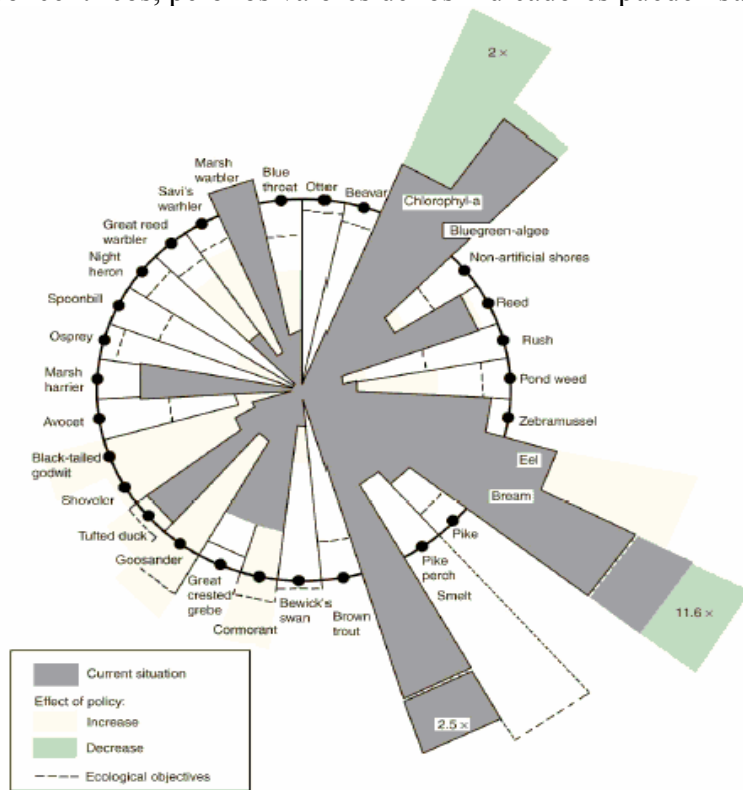 2 ×
Marsh
warbler
Blue
throat
Otter
Beavar
Savi's
warhler
Great reed
warbler
Night
heron
Spoonbill
Osprey
Marsh
harrier
Avocet
Black-tailed
godwit
Shovolor
Tufted duck
Goosander
Great
crested
grebe
Cormorant
Bewick's
swan
Brown
trout
Smelt
Pike
perch
Pike
Bream
Eel
Zebramussel
Pond weed
Rush
Reed
Non-artificial shores
Bluegreen-algee
Chlorophyl-a
11.6 ×
2.5 ×
Current situation
Effect of policy:
Increase
Decrease
Ecological objectives